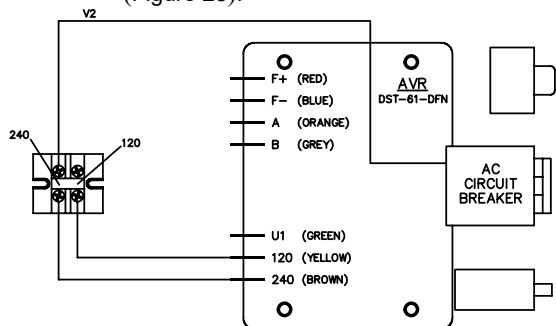 (Figure 28).
V2
F+ (RED)
AVR
F− (BLUE)
DST-61-DFN
A (ORANGE)
B (GREY)
240
120
AC
CIRCUIT
BREAKER
U1 (GREEN)
120 (YELLOW)
240 (BROWN)